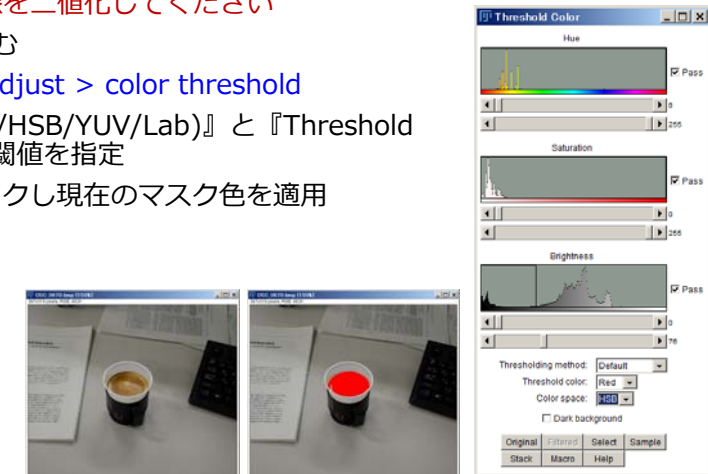 を二値化してください
む
djust > color threshold
/HSB/YUV/Lab)』と『Threshold
閾値を指定
クし現在のマスク色を適用
Threshold Color
Hue
Pass
0
255
Saturation
Pass
0
255
Brightness
Pass
0
76
Thresholding method: Default
Threshold color: Red
Color space: HSB
Dark background
Original Filtered Select Sample
Stack Macro Help